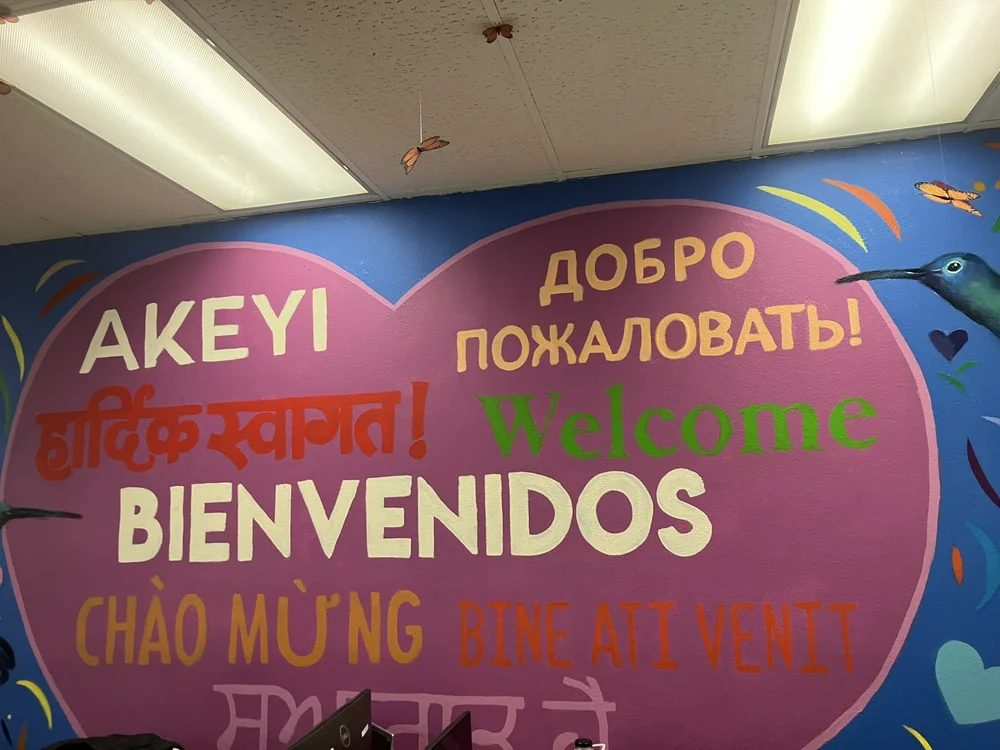 AKEYI
ДОБРО
ПОЖАЛОВАТЬ!
हार्दिक स्वागत!
Welcome
BIENVENIDOS
CHÀO MỪNG
BINE ATI VENIT